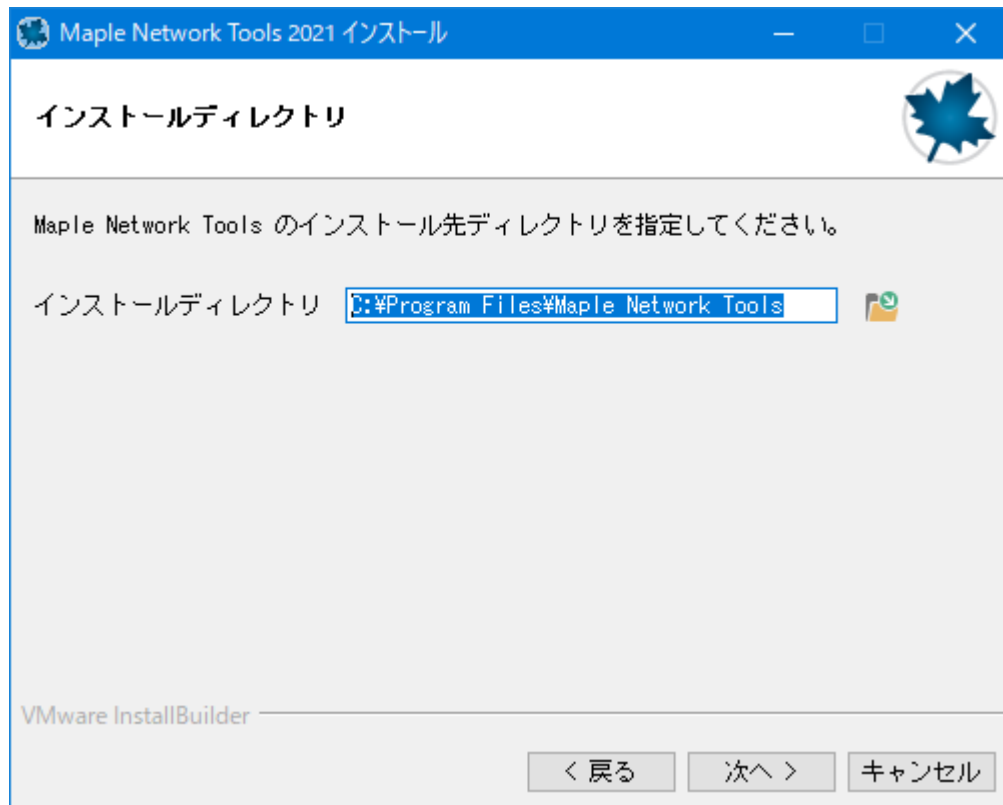 Maple Network Tools 2021 インストール
インストールディレクトリ
Maple Network Tools のインストール先ディレクトリを指定してください。
インストールディレクトリ C:¥Program Files¥Maple Network Tools
VMware InstallBuilder
< 戻る 次へ > キャンセル